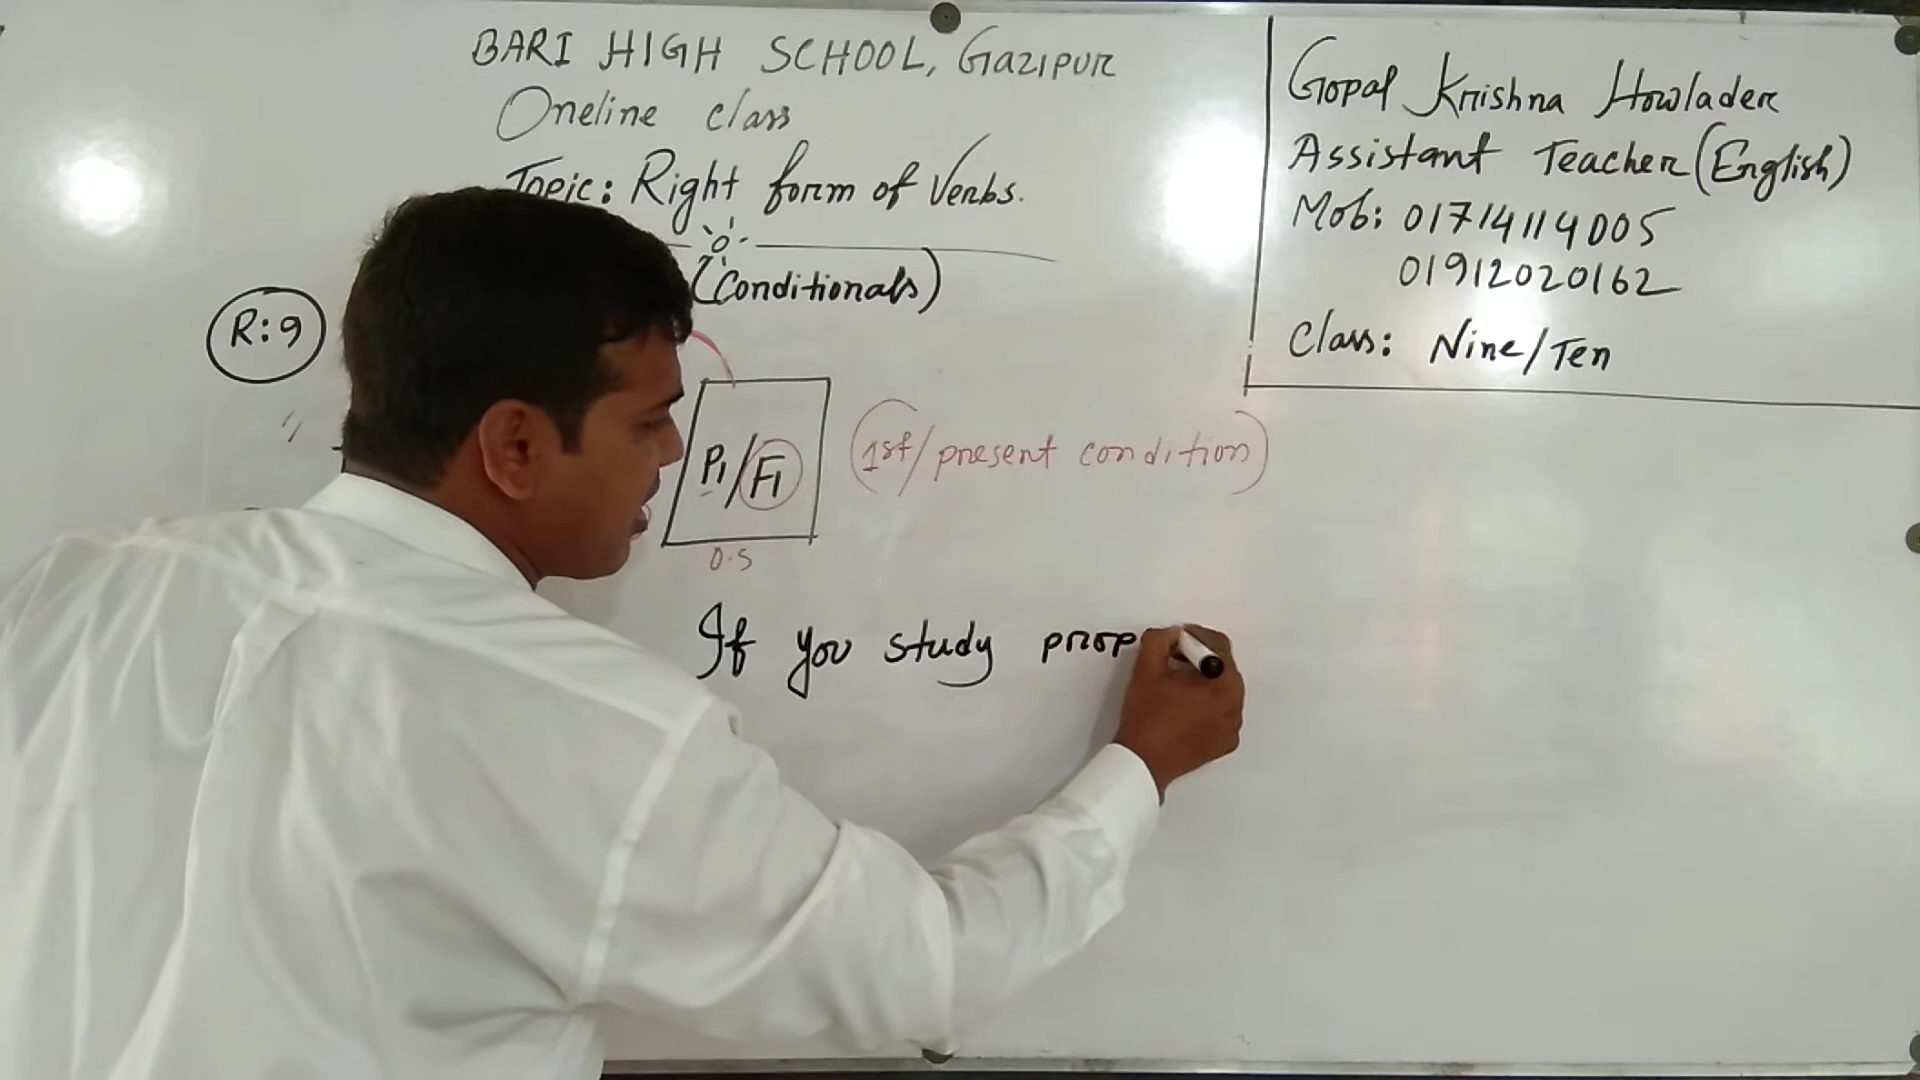 BARI HIGH SCHOOL, Gazipur
Oneline class
Topic: Right form of Verbs.
(Conditionals)
R:9
P1/F1
(1st/present condition)
O.S
If you study prop
Gopal Krishna Howlader
Assistant Teacher (English)
Mob: 01714114005
01912020162
Class: Nine/Ten